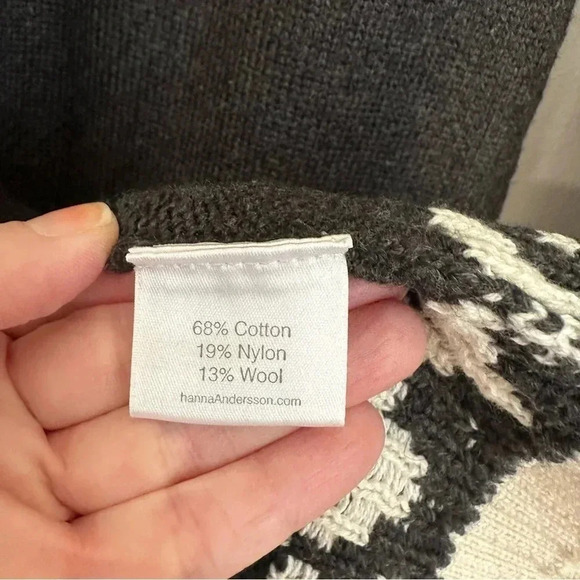 68% Cotton
19% Nylon
13% Wool
hannaAndersson.com